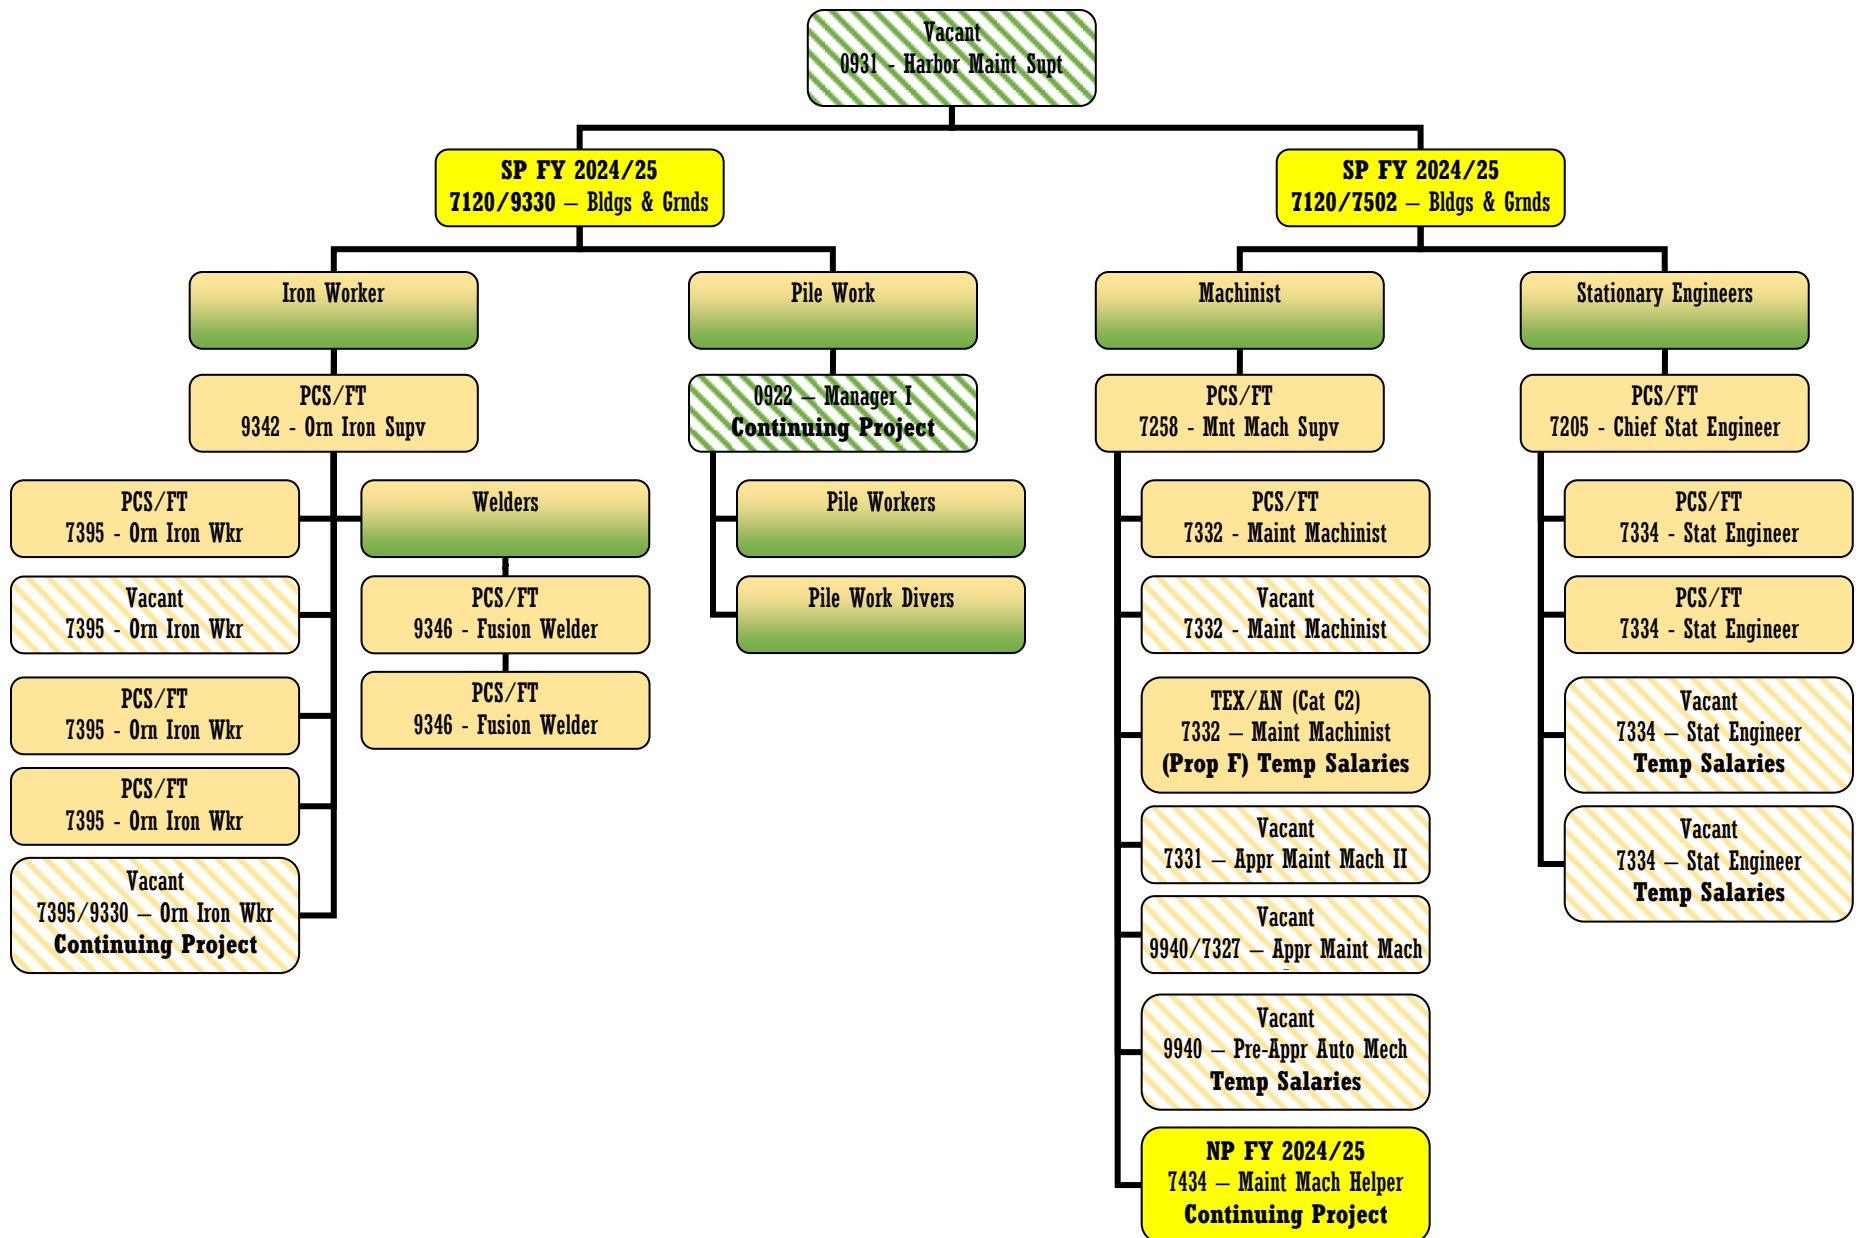 Vacant
0931 - Harbor Maint Supt
SP FY 2024/25
7120/9330 – Bldgs & Grnds
SP FY 2024/25
7120/7502 – Bldgs & Grnds
Iron Worker
Pile Work
Machinist
Stationary Engineers
PCS/FT
9342 - Orn Iron Supv
0922 – Manager I
Continuing Project
PCS/FT
7258 - Mnt Mach Supv
PCS/FT
7205 - Chief Stat Engineer
PCS/FT
7395 - Orn Iron Wkr
Vacant
7395 - Orn Iron Wkr
PCS/FT
7395 - Orn Iron Wkr
PCS/FT
7395 - Orn Iron Wkr
Vacant
7395/9330 – Orn Iron Wkr
Continuing Project
Welders
PCS/FT
9346 - Fusion Welder
PCS/FT
9346 - Fusion Welder
Pile Workers
Pile Work Divers
PCS/FT
7332 - Maint Machinist
Vacant
7332 - Maint Machinist
TEX/AN (Cat C2)
7332 – Maint Machinist
(Prop F) Temp Salaries
Vacant
7331 – Appr Maint Mach II
Vacant
9940/7327 – Appr Maint Mach
Vacant
9940 – Pre-Appr Auto Mech
Temp Salaries
NP FY 2024/25
7434 – Maint Mach Helper
Continuing Project
PCS/FT
7334 - Stat Engineer
PCS/FT
7334 - Stat Engineer
Vacant
7334 – Stat Engineer
Temp Salaries
Vacant
7334 – Stat Engineer
Temp Salaries